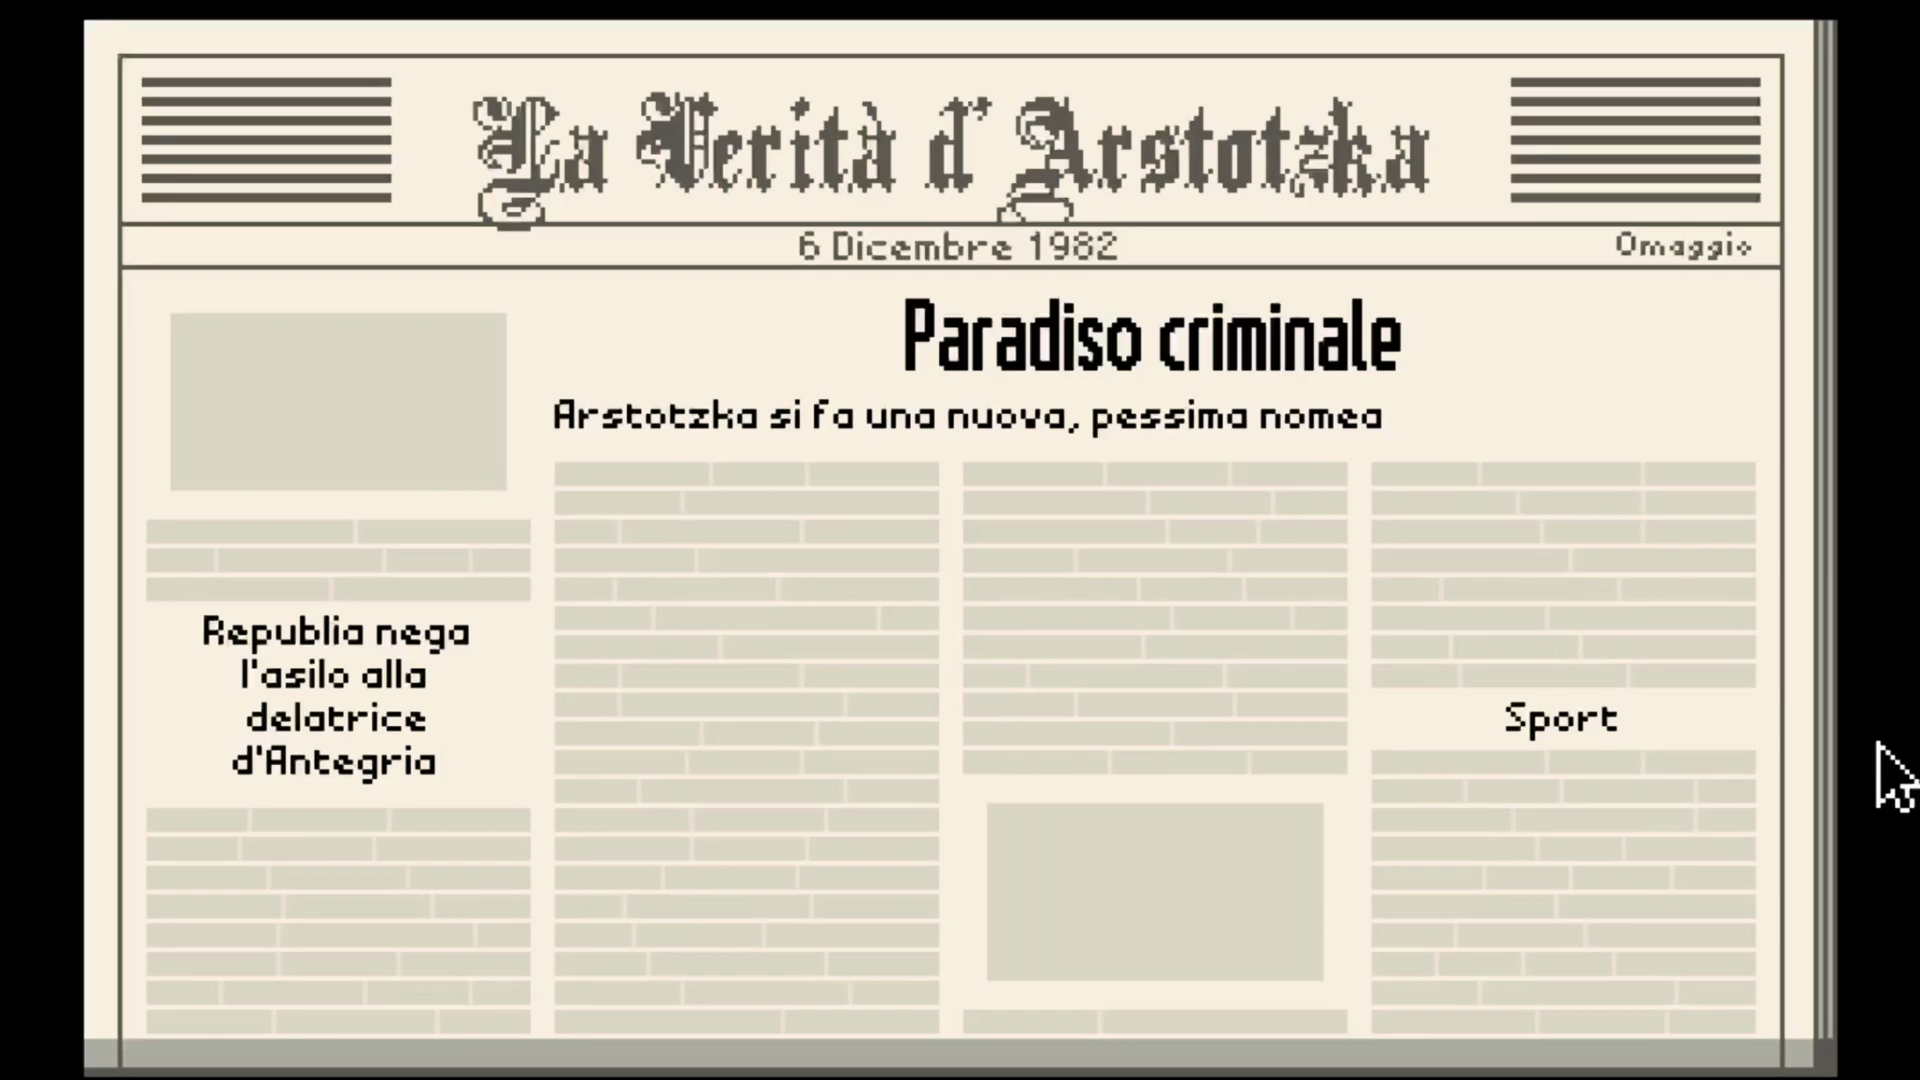 La Verità d'Arstotzka
6 Dicembre 1982
Omaggio
Paradiso criminale
Arstotzka si fa una nuova, pessima nomea
Republia nega
l'asilo alla
delatrice
d'Antegria
Sport